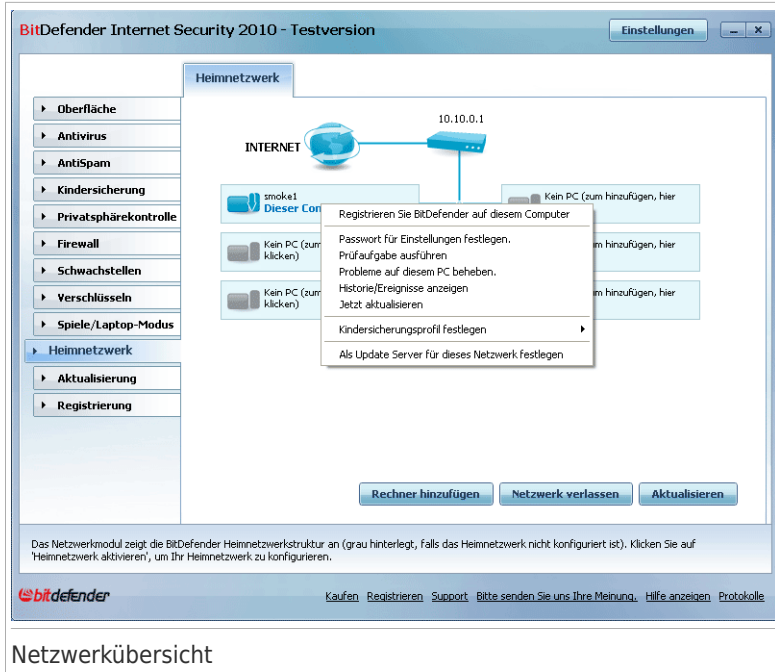 BitDefender Internet Security 2010 - Testversion
Einstellungen
Heimnetzwerk
Oberfläche
Antivirus
AntiSpam
Kindersicherung
Privatsphärekontrolle
Firewall
Schwachstellen
Verschlüsseln
Spiele/Laptop-Modus
Heimnetzwerk
Aktualisierung
Registrierung
10.10.0.1
INTERNET
smoke1
Dieser Com
Kein PC (zum hinzufügen, hier
Kein PC (zum
klicken)
m hinzufügen, hier
Kein PC (zum
klicken)
m hinzufügen, hier
Registrieren Sie BitDefender auf diesem Computer
Passwort für Einstellungen festlegen.
Prüfaufgabe ausführen
Probleme auf diesem PC beheben.
Historie/Ereignisse anzeigen
Jetzt aktualisieren
Kindersicherungsprofil festlegen
Als Update Server für dieses Netzwerk festlegen
Rechner hinzufügen
Netzwerk verlassen
Aktualisieren
Das Netzwerkmodul zeigt die BitDefender Heimnetzwerkstruktur an (grau hinterlegt, falls das Heimnetzwerk nicht konfiguriert ist). Klicken Sie auf
'Heimnetzwerk aktivieren', um Ihr Heimnetzwerk zu konfigurieren.
bitdefender
Kaufen Registrieren Support Bitte senden Sie uns Ihre Meinung. Hilfe anzeigen Protokolle
Netzwerkübersicht